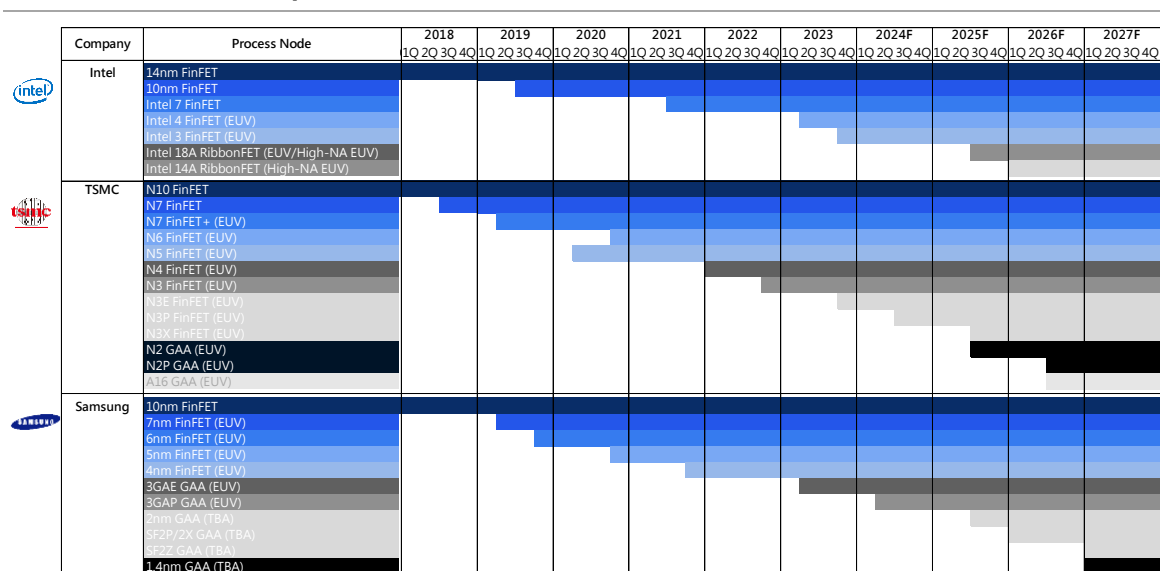 2018 2019 2020 2021 2022 2023 2024F 2025F 2026F 2027F
Company Process Node 1Q 2Q 3Q 4Q 1Q 2Q 3Q 4Q 1Q 2Q 3Q 4Q 1Q 2Q 3Q 4Q 1Q 2Q 3Q 4Q 1Q 2Q 3Q 4Q 1Q 2Q 3Q 4Q 1Q 2Q 3Q 4Q 1Q 2Q 3Q 4Q 1Q 2Q 3Q 4Q
intel Intel 14nm FinFET
10nm FinFET
Intel 7 FinFET
Intel 4 FinFET (EUV)
Intel 3 FinFET (EUV)
Intel 18A RibbonFET (EUV/High-NA EUV)
Intel 14A RibbonFET (High-NA EUV)
tsmc TSMC N10 FinFET
N7 FinFET
N7 FinFET+ (EUV)
N6 FinFET (EUV)
N5 FinFET (EUV)
N4 FinFET (EUV)
N3 FinFET (EUV)
N3E FinFET (EUV)
N3P FinFET (EUV)
N3X FinFET (EUV)
N2 GAA (EUV)
N2P GAA (EUV)
A16 GAA (EUV)
SAMSUNG Samsung 10nm FinFET
7nm FinFET (EUV)
6nm FinFET (EUV)
5nm FinFET (EUV)
4nm FinFET (EUV)
3GAE GAA (EUV)
3GAP GAA (EUV)
2nm GAA (TBA)
SF2P/2X GAA (TBA)
SF2Z GAA (TBA)
1.4nm GAA (TBA)